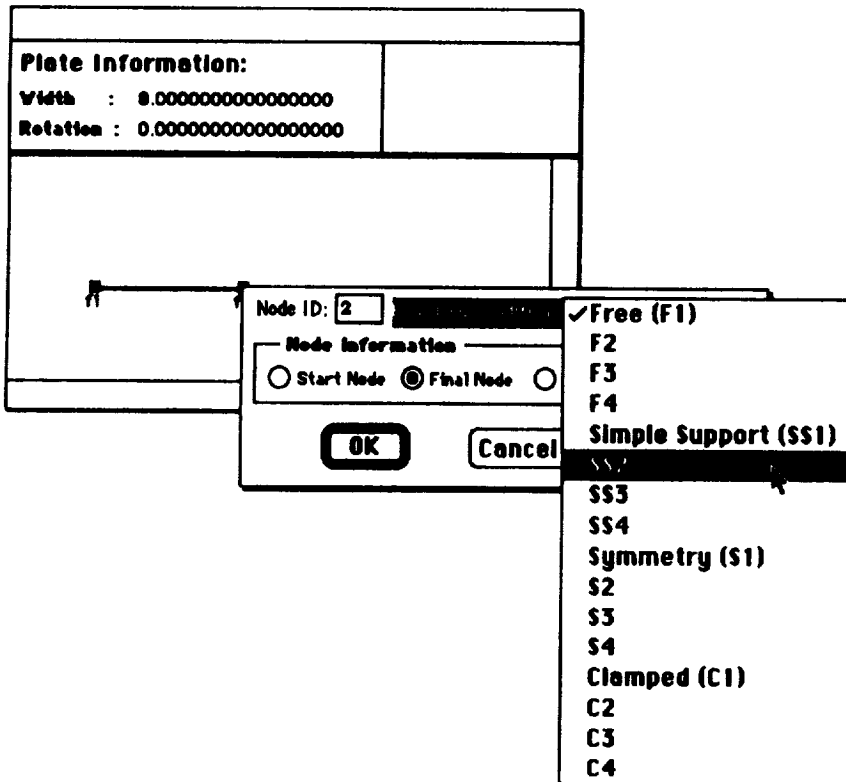 Plate Information:
Width : 8.0000000000000000
Rotation : 0.00000000000000000
Node ID: 2
Node Information
Start Node Final Node
OK Cancel
✓Free (F1)
F2
F3
F4
Simple Support (SS1)
SS2
SS3
SS4
Symmetry (S1)
S2
S3
S4
Clamped (C1)
C2
C3
C4